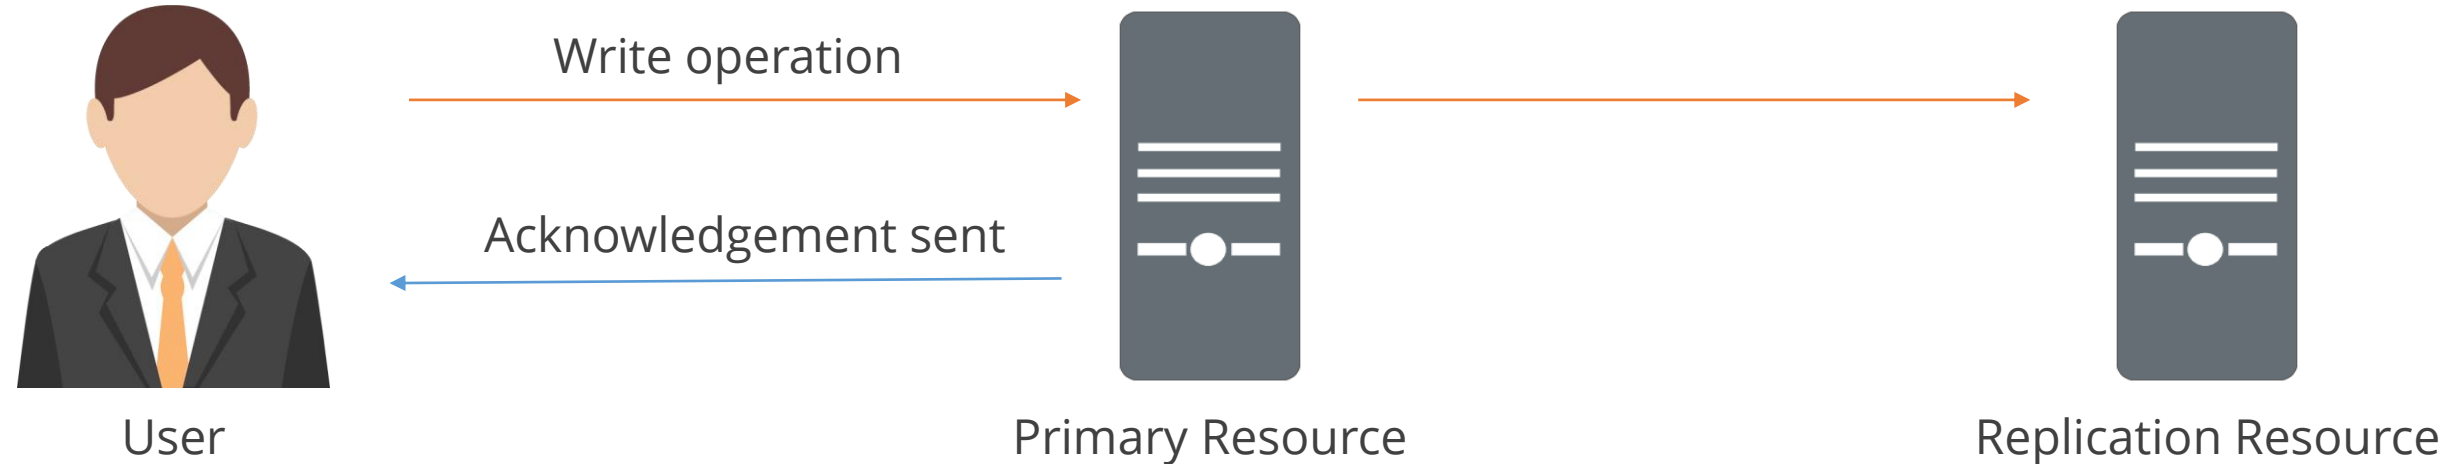 Write operation
Acknowledgement sent
User
Primary Resource
Replication Resource